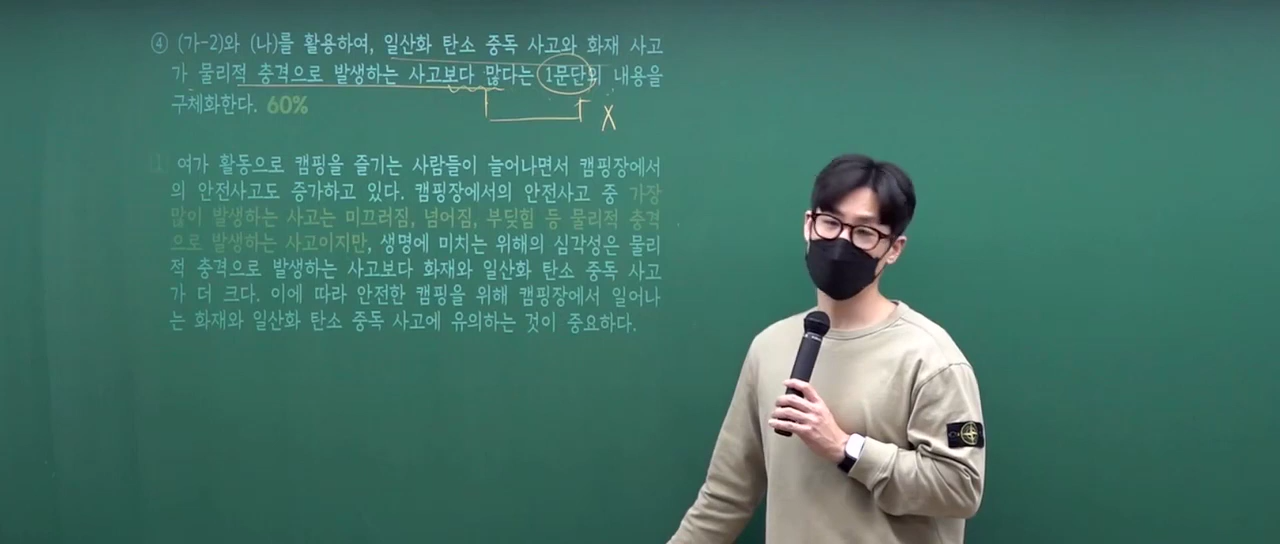 ④ (가-2)와 (나)를 활용하여, 일산화 탄소 중독 사고와 화재 사고
가 물리적 충격으로 발생하는 사고보다 많다는 1문단의 내용을
구체화한다. 60%
X
1 여가 활동으로 캠핑을 즐기는 사람들이 늘어나면서 캠핑장에서
의 안전사고도 증가하고 있다. 캠핑장에서의 안전사고 중 가장
많이 발생하는 사고는 미끄러짐, 넘어짐, 부딪힘 등 물리적 충격
으로 발생하는 사고이지만, 생명에 미치는 위해의 심각성은 물리
적 충격으로 발생하는 사고보다 화재와 일산화 탄소 중독 사고
가 더 크다. 이에 따라 안전한 캠핑을 위해 캠핑장에서 일어나
는 화재와 일산화 탄소 중독 사고에 유의하는 것이 중요하다.